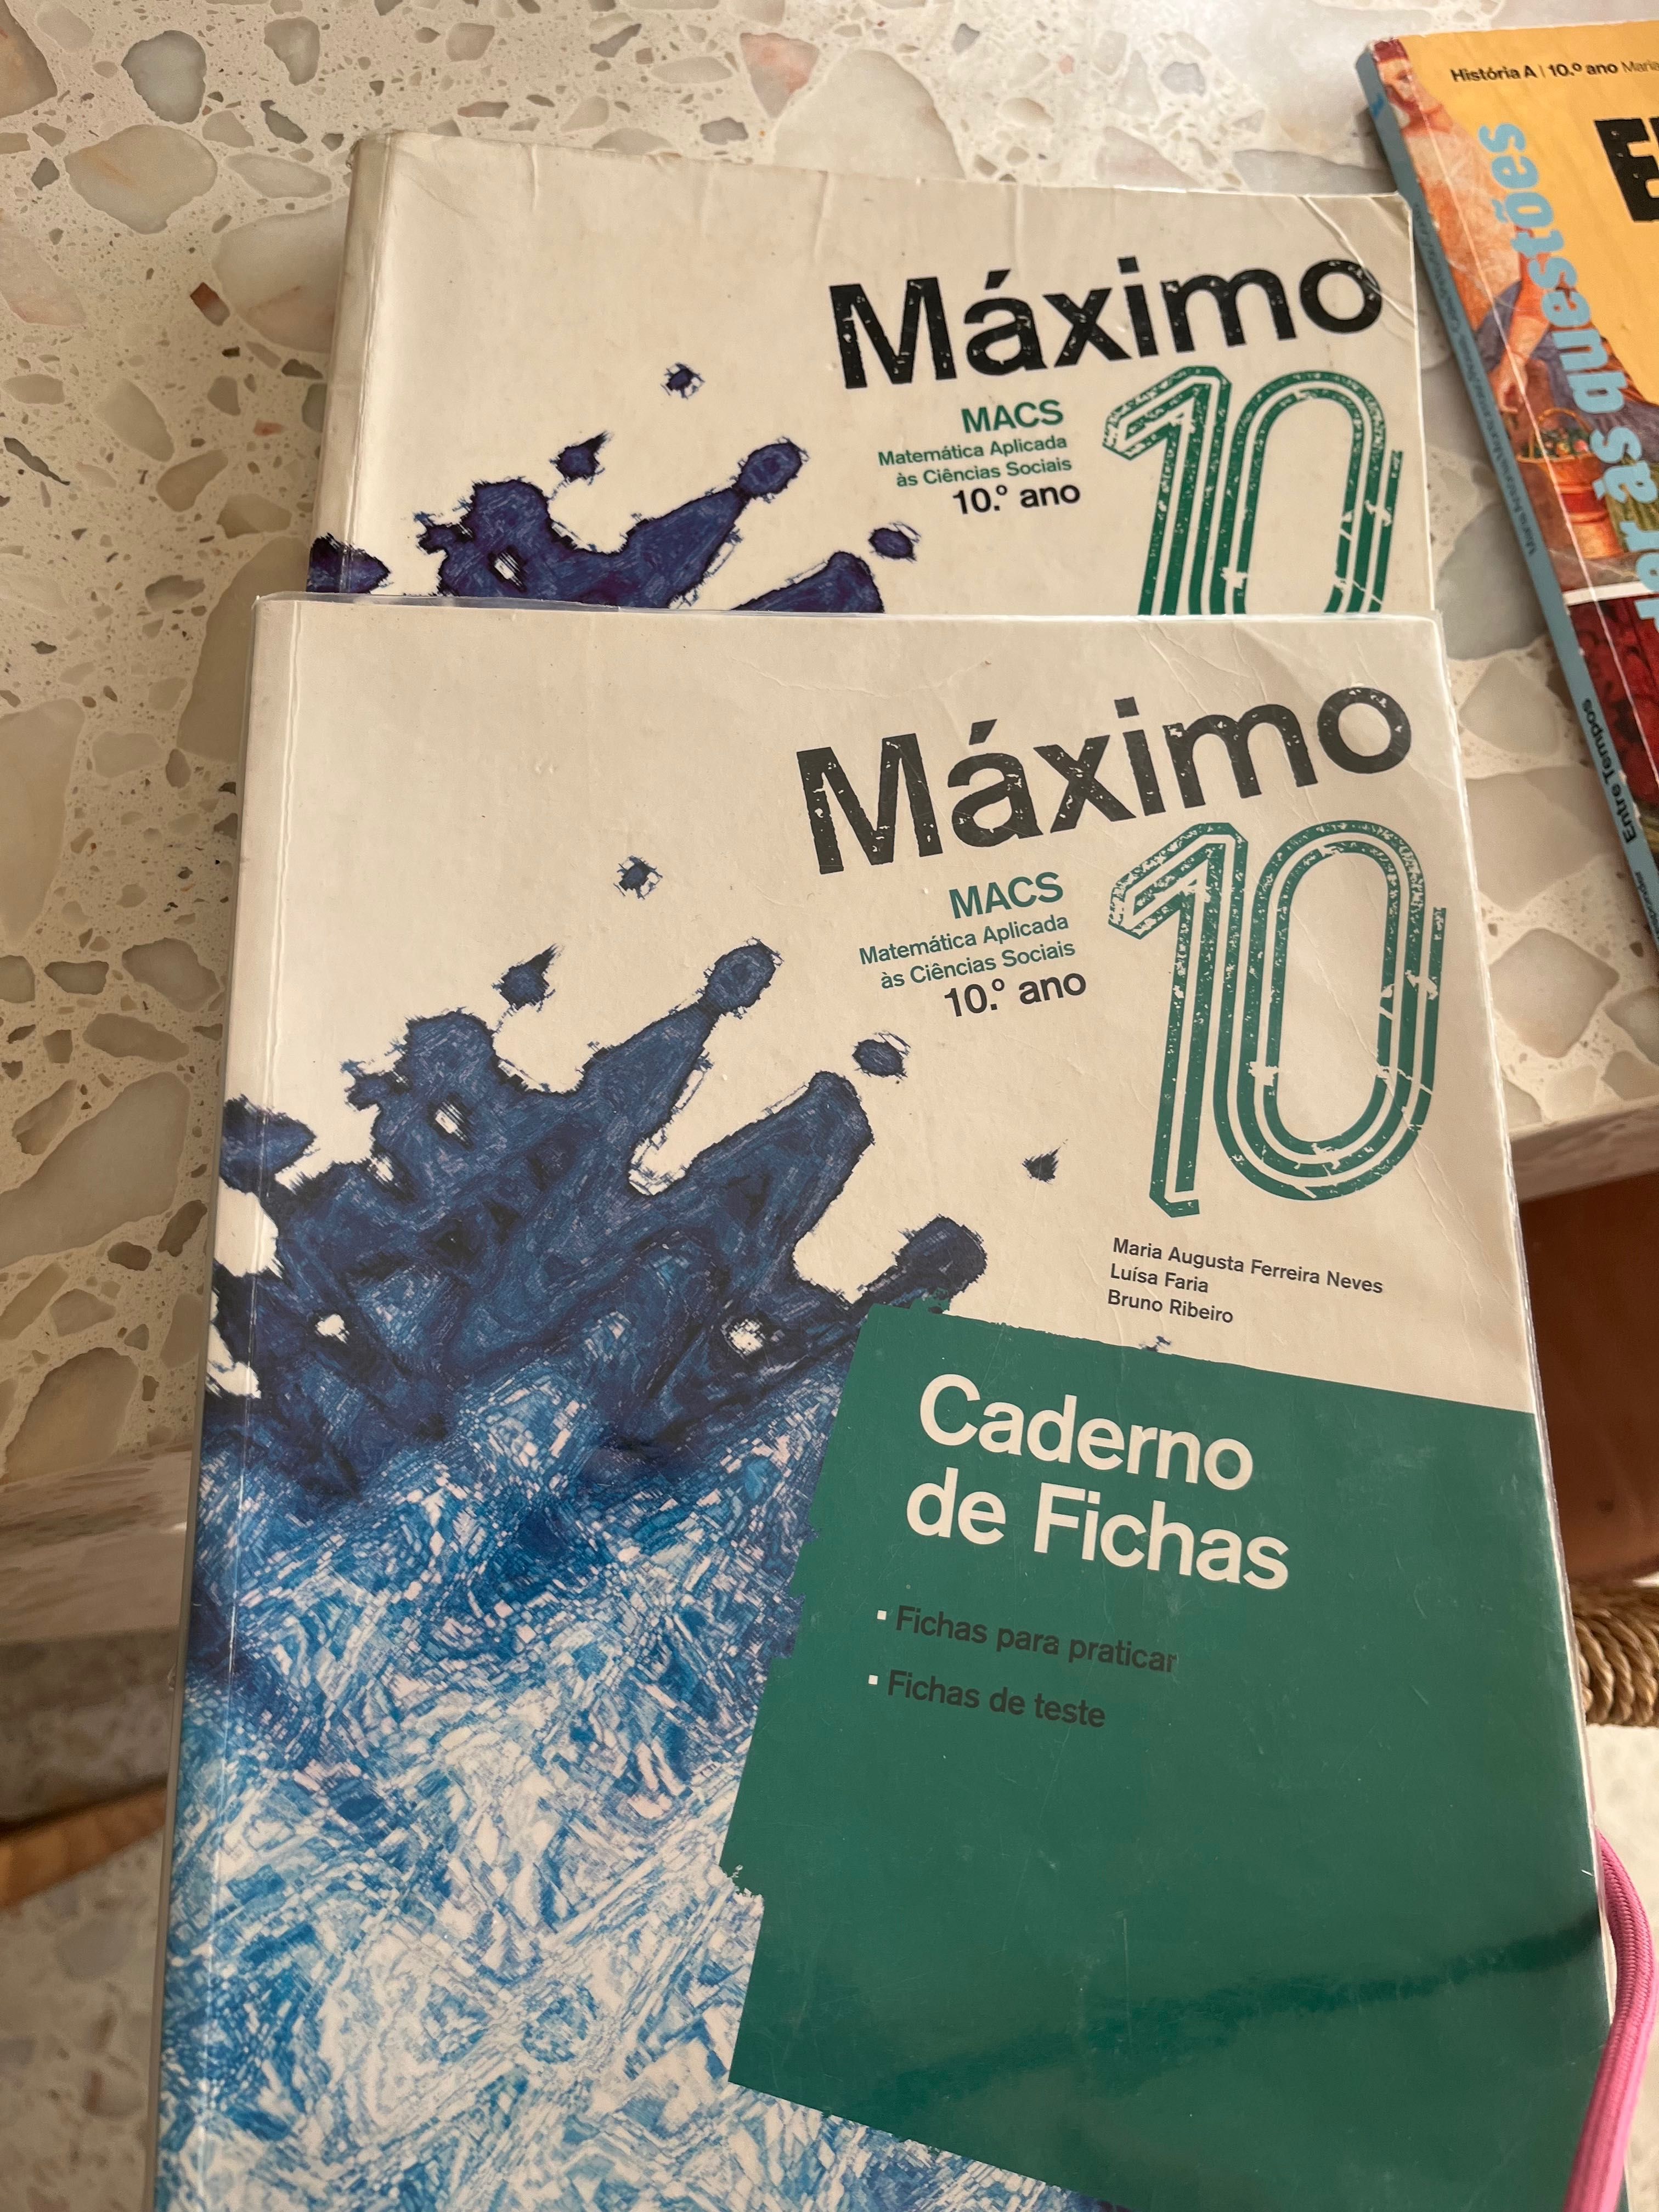 História A | 10.º ano Maria
às questões
Entre Tempos
Máximo
10
MACS
Matemática Aplicada
às Ciências Sociais
10.º ano
Máximo
10
MACS
Matemática Aplicada
às Ciências Sociais
10.º ano
Maria Augusta Ferreira Neves
Luísa Faria
Bruno Ribeiro
Caderno
de Fichas
▪ Fichas para praticar
▪ Fichas de teste